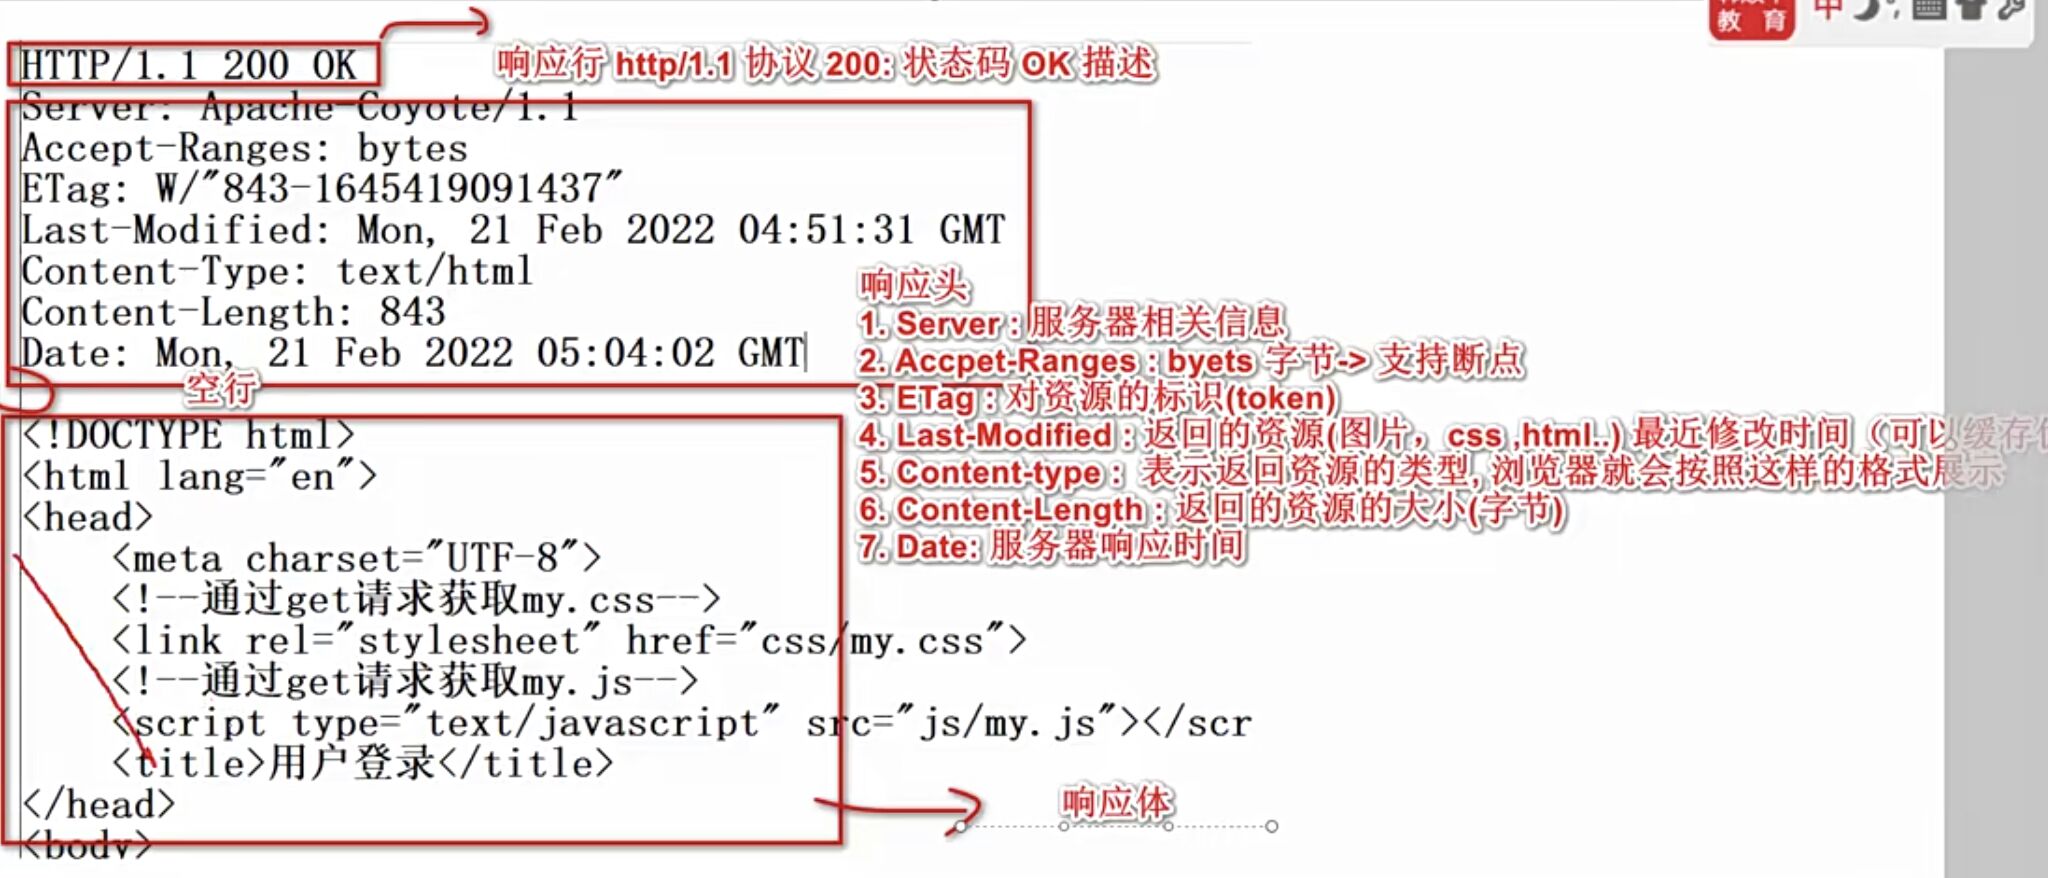 教 育
中
HTTP/1.1 200 OK
响应行 http/1.1 协议 200: 状态码 OK 描述
Server: Apache-Coyote/1.1
Accept-Ranges: bytes
ETag: W/"843-1645419091437"
Last-Modified: Mon, 21 Feb 2022 04:51:31 GMT
Content-Type: text/html
Content-Length: 843
Date: Mon, 21 Feb 2022 05:04:02 GMT
空行
响应头
1. Server : 服务器相关信息
2. Accpet-Ranges : byets 字节-> 支持断点
3. ETag : 对资源的标识(token)
4. Last-Modified : 返回的资源(图片，css ,html..) 最近修改时间（可以缓存
5. Content-type : 表示返回资源的类型, 浏览器就会按照这样的格式展示
6. Content-Length : 返回的资源的大小(字节)
7. Date: 服务器响应时间
<!DOCTYPE html>
<html lang="en">
<head>
<meta charset="UTF-8">
<!--通过get请求获取my.css-->
<link rel="stylesheet" href="css/my.css">
<!--通过get请求获取my.js-->
<script type="text/javascript" src="js/my.js"></scr
<title>用户登录</title>
</head>
<body>
响应体